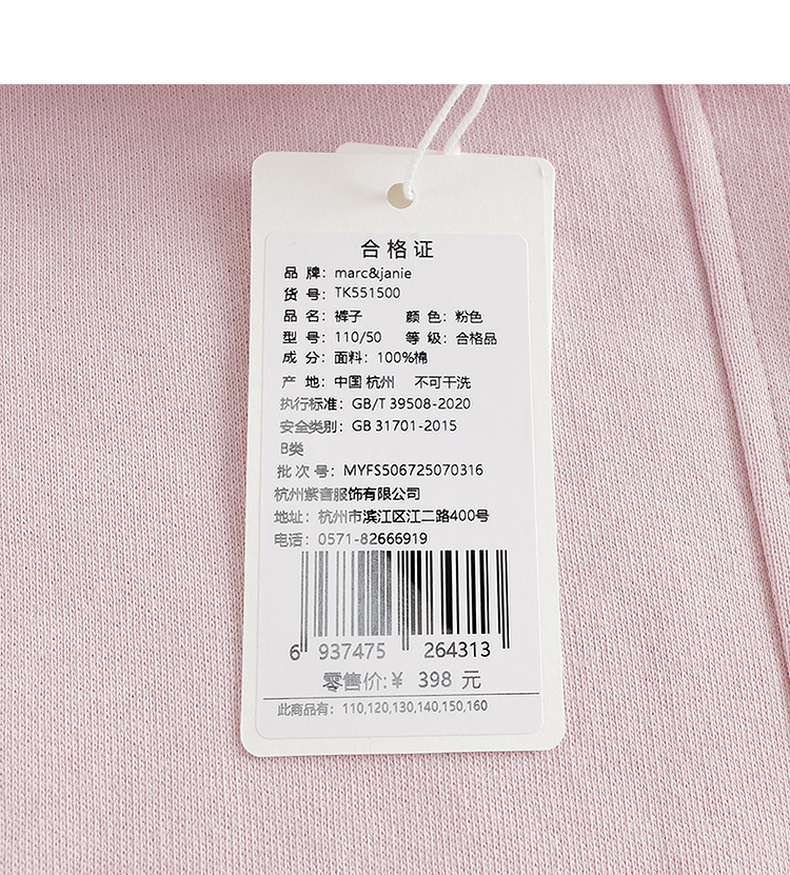 合格证
品 牌：marc&janie
货 号：TK551500
品 名：裤子 颜 色：粉色
型 号：110/50 等 级：合格品
成 分：面料：100%棉
产 地：中国 杭州 不可干洗
执行标准：GB/T 39508-2020
安全类别：GB 31701-2015
B类
批 次 号：MYFS506725070316
杭州紫喜服饰有限公司
地址：杭州市滨江区江二路400号
电话：0571-82666919
6 937475 264313
零售价:¥ 398 元
此商品有：110,120,130,140,150,160